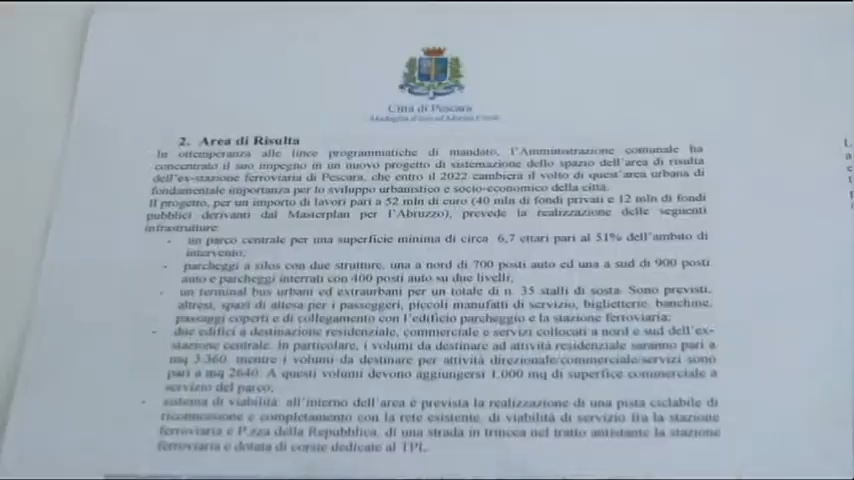 Città di Pescara
Medaglia d'oro al Merito Civile
2. Area di Risulta
In ottemperanza alle linee programmatiche di mandato, l'Amministrazione comunale ha
concentrato il suo impegno in un nuovo progetto di sistemazione dello spazio dell'area di risulta
dell'ex-stazione ferroviaria di Pescara, che entro il 2022 cambierà il volto di quest'area urbana di
fondamentale importanza per lo sviluppo urbanistico e socio-economico della città.
Il progetto, per un importo di lavori pari a 52 mln di euro (40 mln di fondi privati e 12 mln di fondi
pubblici derivanti dal Masterplan per l'Abruzzo), prevede la realizzazione delle seguenti
infrastrutture:
- un parco centrale per una superficie minima di circa 6,7 ettari pari al 51% dell'ambito di
intervento;
- parcheggi a silos con due strutture, una a nord di 700 posti auto ed una a sud di 900 posti
auto e parcheggi interrati con 400 posti auto su due livelli;
- un terminal bus urbani ed extraurbani per un totale di n. 35 stalli di sosta. Sono previsti,
altresì, spazi di attesa per i passeggeri, piccoli manufatti di servizio, biglietterie, banchine,
passaggi coperti e di collegamento con l'edificio parcheggio e la stazione ferroviaria;
- due edifici a destinazione residenziale, commerciale e servizi collocati a nord e sud dell'ex-
stazione centrale. In particolare, i volumi da destinare ad attività residenziale saranno pari a
mq 3.360, mentre i volumi da destinare per attività direzionale/commerciale/servizi sono
pari a mq 2640. A questi volumi devono aggiungersi 1.000 mq di superfice commerciale a
servizio del parco;
- sistema di viabilità: all'interno dell'area è prevista la realizzazione di una pista ciclabile di
riconnessione e completamento con la rete esistente, di viabilità di servizio fra la stazione
ferroviaria e P.zza della Repubblica, di una strada in trincea nel tratto antistante la stazione
ferroviaria e dotata di corsie dedicate al TPL.